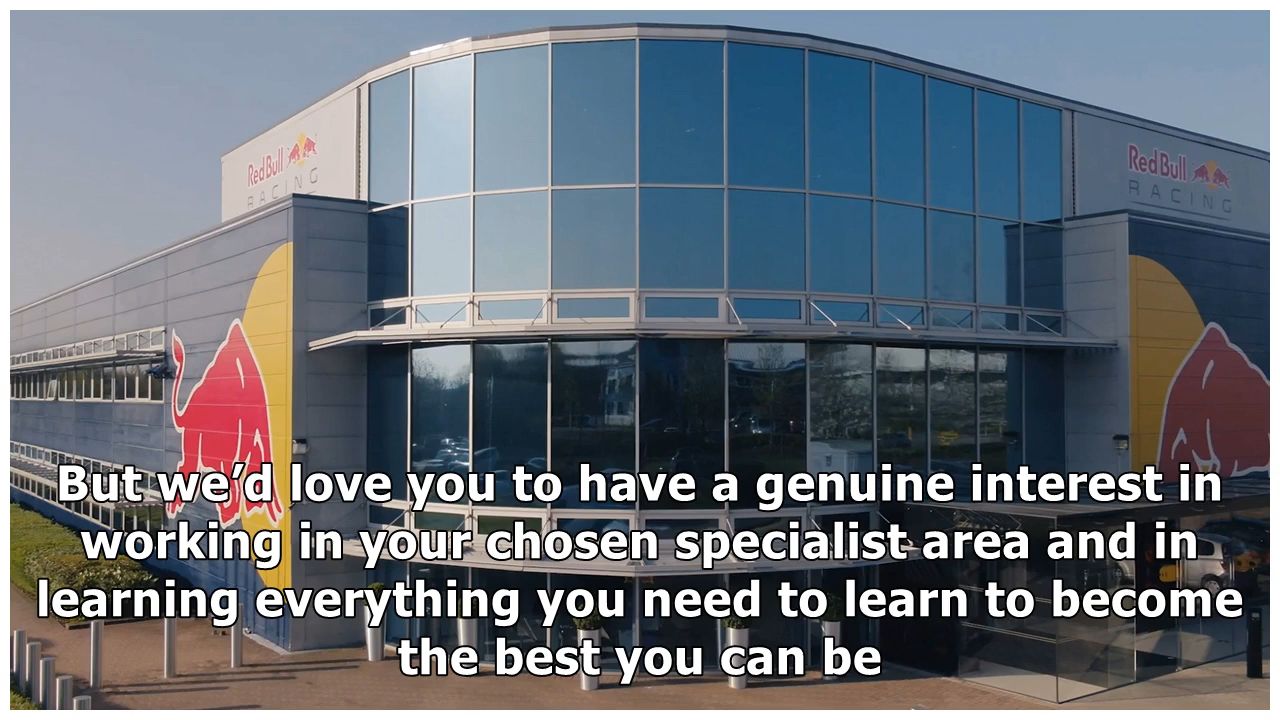 Red Bull
RACING
Red Bull
RACING
But we’d love you to have a genuine interest in
working in your chosen specialist area and in
learning everything you need to learn to become
the best you can be